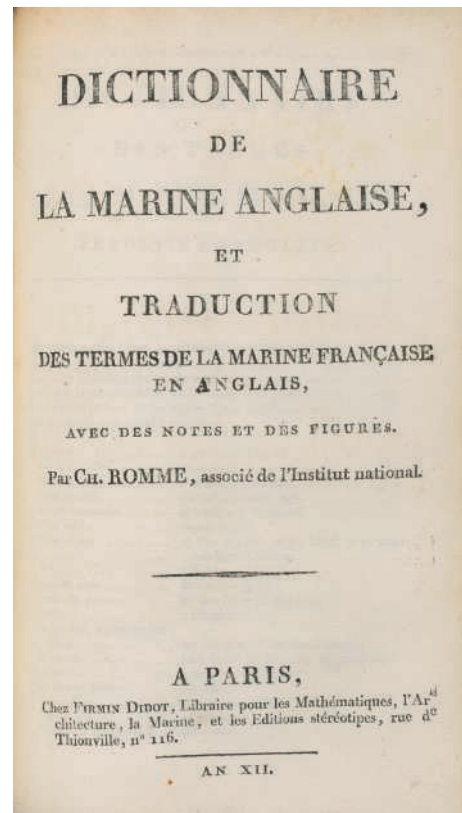 DICTIONNAIRE
DE
LA MARINE ANGLAISE,
ET
TRADUCTION
DES TERMES DE LA MARINE FRANÇAISE
EN ANGLAIS,
AVEC DES NOTES ET DES FIGURES.
Par CH. ROMME, associé de l'Institut national.
A PARIS,
Chez FIRMIN DIDOT, Libraire pour les Mathématiques, l'Ar-
chitecture, la Marine, et les Editions stéréotipes, rue de
Thionville, n° 116.
AN XII.